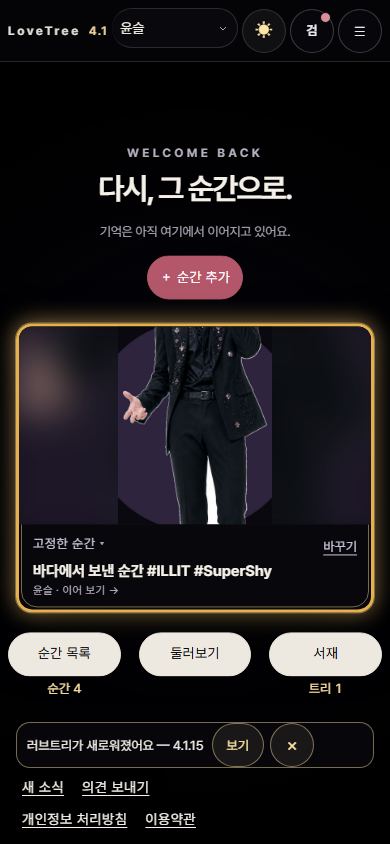 LoveTree 4.1 윤슬 검
WELCOME BACK
다시, 그 순간으로.
기억은 아직 여기에서 이어지고 있어요.
+ 순간 추가
고정한 순간
바꾸기
바다에서 보낸 순간 #ILLIT #SuperShy
윤슬 · 이어 보기 →
순간 목록 둘러보기 서재
순간 4 트리 1
러브트리가 새로워졌어요 — 4.1.15 보기 ×
새 소식 의견 보내기
개인정보 처리방침 이용약관